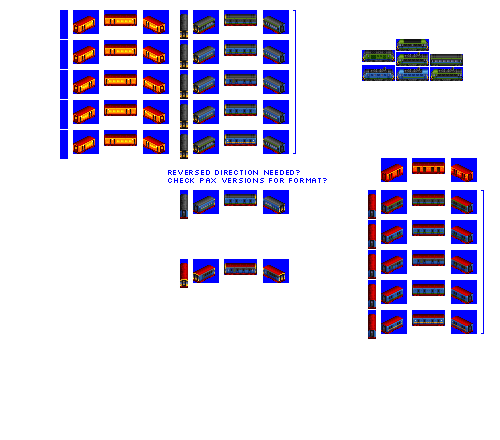 REVERSED DIRECTION NEEDED?
CHECK PAX VERSIONS FOR FORMAT?